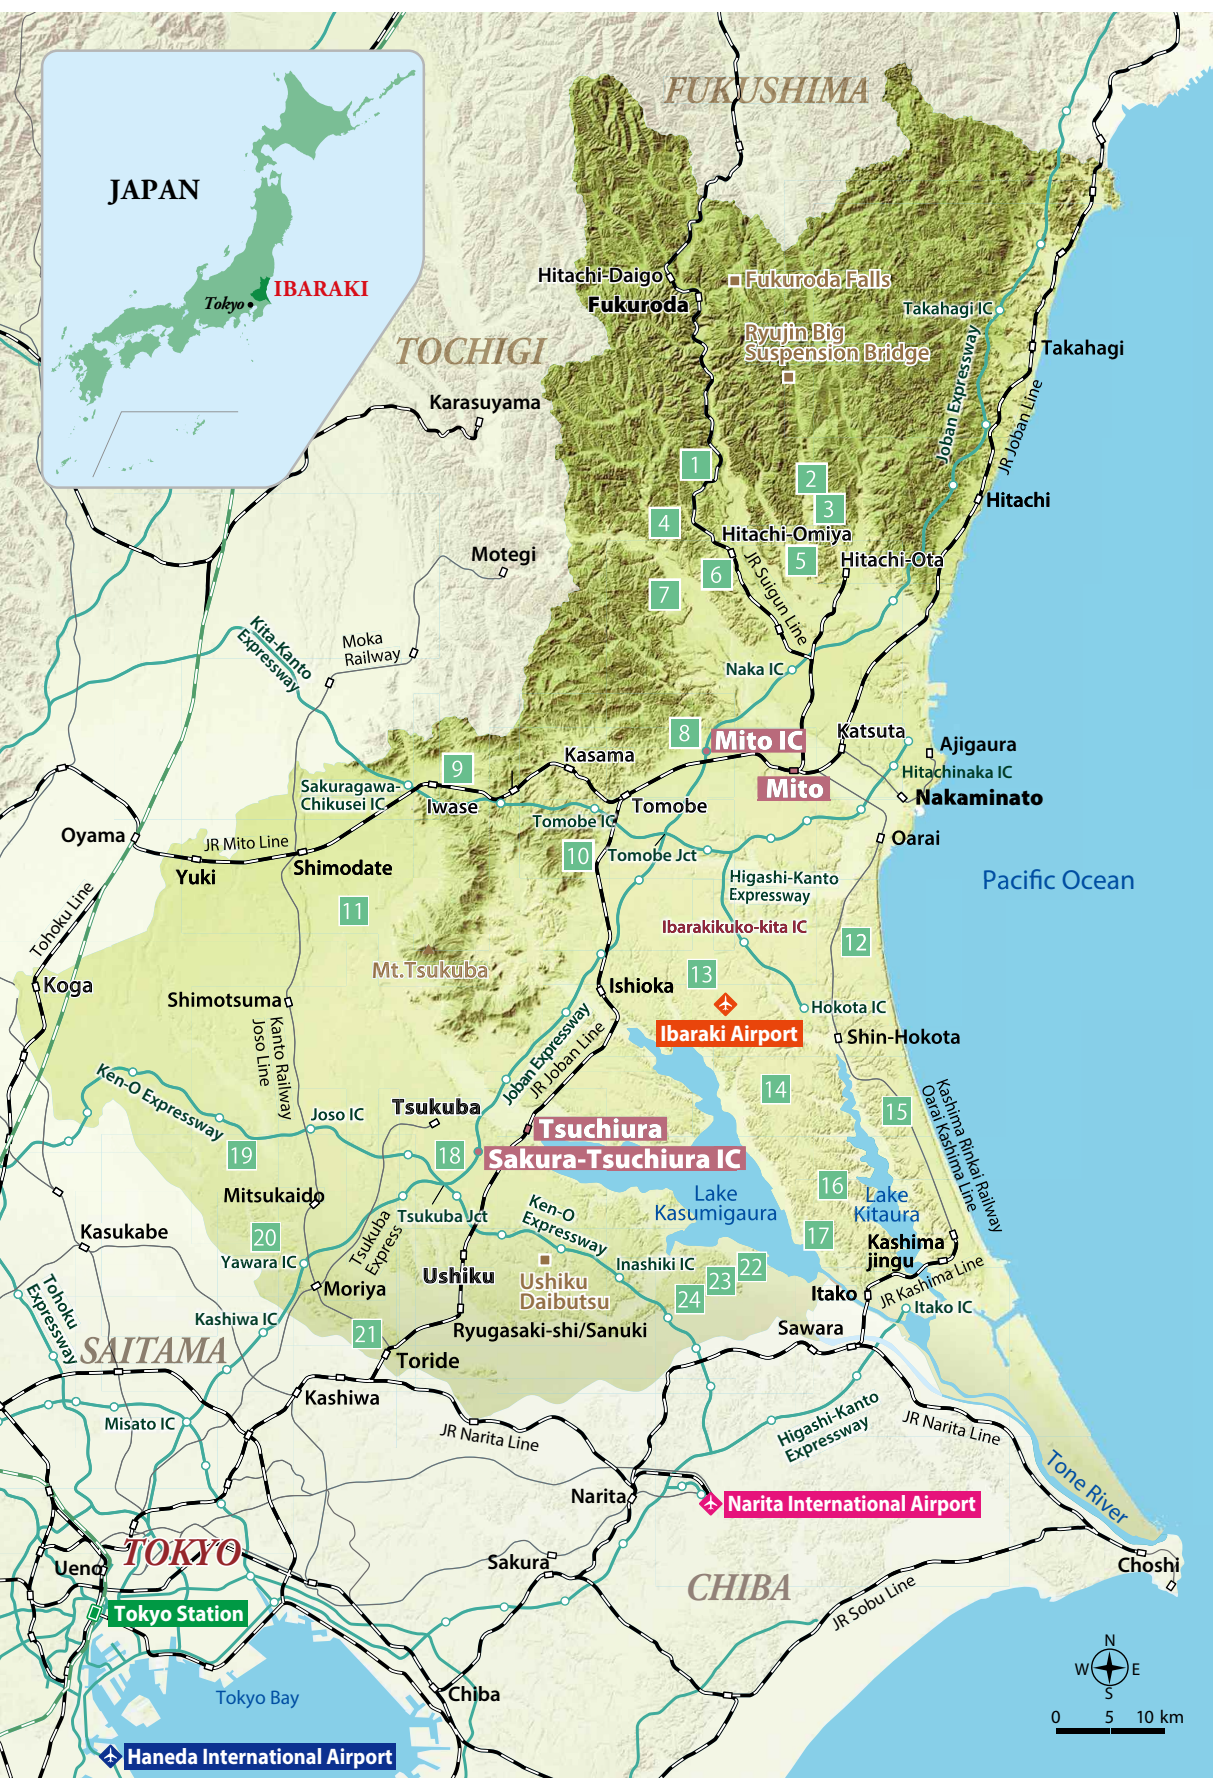 FUKUSHIMA
JAPAN
IBARAKI
Tokyo
Hitachi-Daigo
Fukuroda Falls
Fukuroda
Takahagi IC
Ryujin Big
Suspension Bridge
TOCHIGI
Takahagi
Joban Expressway
JR Joban Line
Karasuyama
1
2
3
Hitachi
4
Hitachi-Omiya
Motegi
5
Hitachi-Ota
6
JR Suigun Line
7
Kita-Kanto
Expressway
Moka
Railway
Naka IC
8
Mito IC
Katsuta
Ajigaura
Kasama
9
Hitachinaka IC
Sakuragawa-
Chikusei IC
Mito
Nakaminato
Iwase
Tomobe
Tomobe IC
Oyama
JR Mito Line
Oarai
10
Tomobe Jct
Shimodate
Yuki
Higashi-Kanto
Expressway
Pacific Ocean
11
Tohoku Line
Ibarakikuko-kita IC
12
Mt.Tsukuba
13
Koga
Ishioka
Shimotsuma
Hokota IC
Ibaraki Airport
Shin-Hokota
Kanto Railway
Joso Line
Joban Expressway
JR Joban Line
Ken-O Expressway
14
Tsukuba
15
Kashima Rinkai Railway
Oarai Kashima Line
Joso IC
Tsuchiura
19
18
Sakura-Tsuchiura IC
16
Mitsukaido
Lake
Kasumigaura
Lake
Kitaura
Tsukuba Jct
Ken-O
Expressway
Kasukabe
20
Tsukuba
Express
17
Kashima
jingu
Yawara IC
Inashiki IC
22
Ushiku
Ushiku
Daibutsu
23
JR Kashima Line
Moriya
Itako
24
Itako IC
Tohoku
Expressway
Kashiwa IC
21
Ryugasaki-shi/Sanuki
Sawara
SAITAMA
Toride
Kashiwa
Misato IC
JR Narita Line
Higashi-Kanto
Expressway
JR Narita Line
Tone River
Narita
Narita International Airport
TOKYO
Ueno
Sakura
Choshi
CHIBA
Tokyo Station
JR Sobu Line
N
W
E
S
Tokyo Bay
Chiba
0 5 10 km
Haneda International Airport